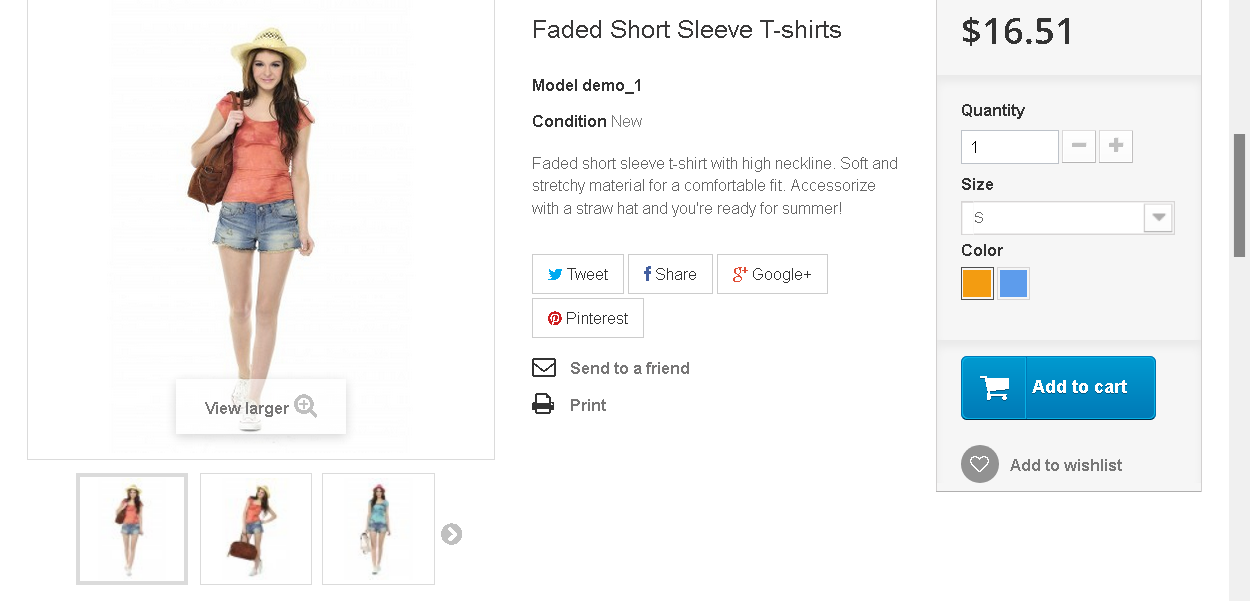 Faded Short Sleeve T-shirts
Model demo_1
Condition New
Faded short sleeve t-shirt with high neckline. Soft and
stretchy material for a comfortable fit. Accessorize
with a straw hat and you're ready for summer!
Tweet
Share
Google+
Pinterest
Send to a friend
Print
View larger
$16.51
Quantity
1
Size
S
Color
Add to cart
Add to wishlist